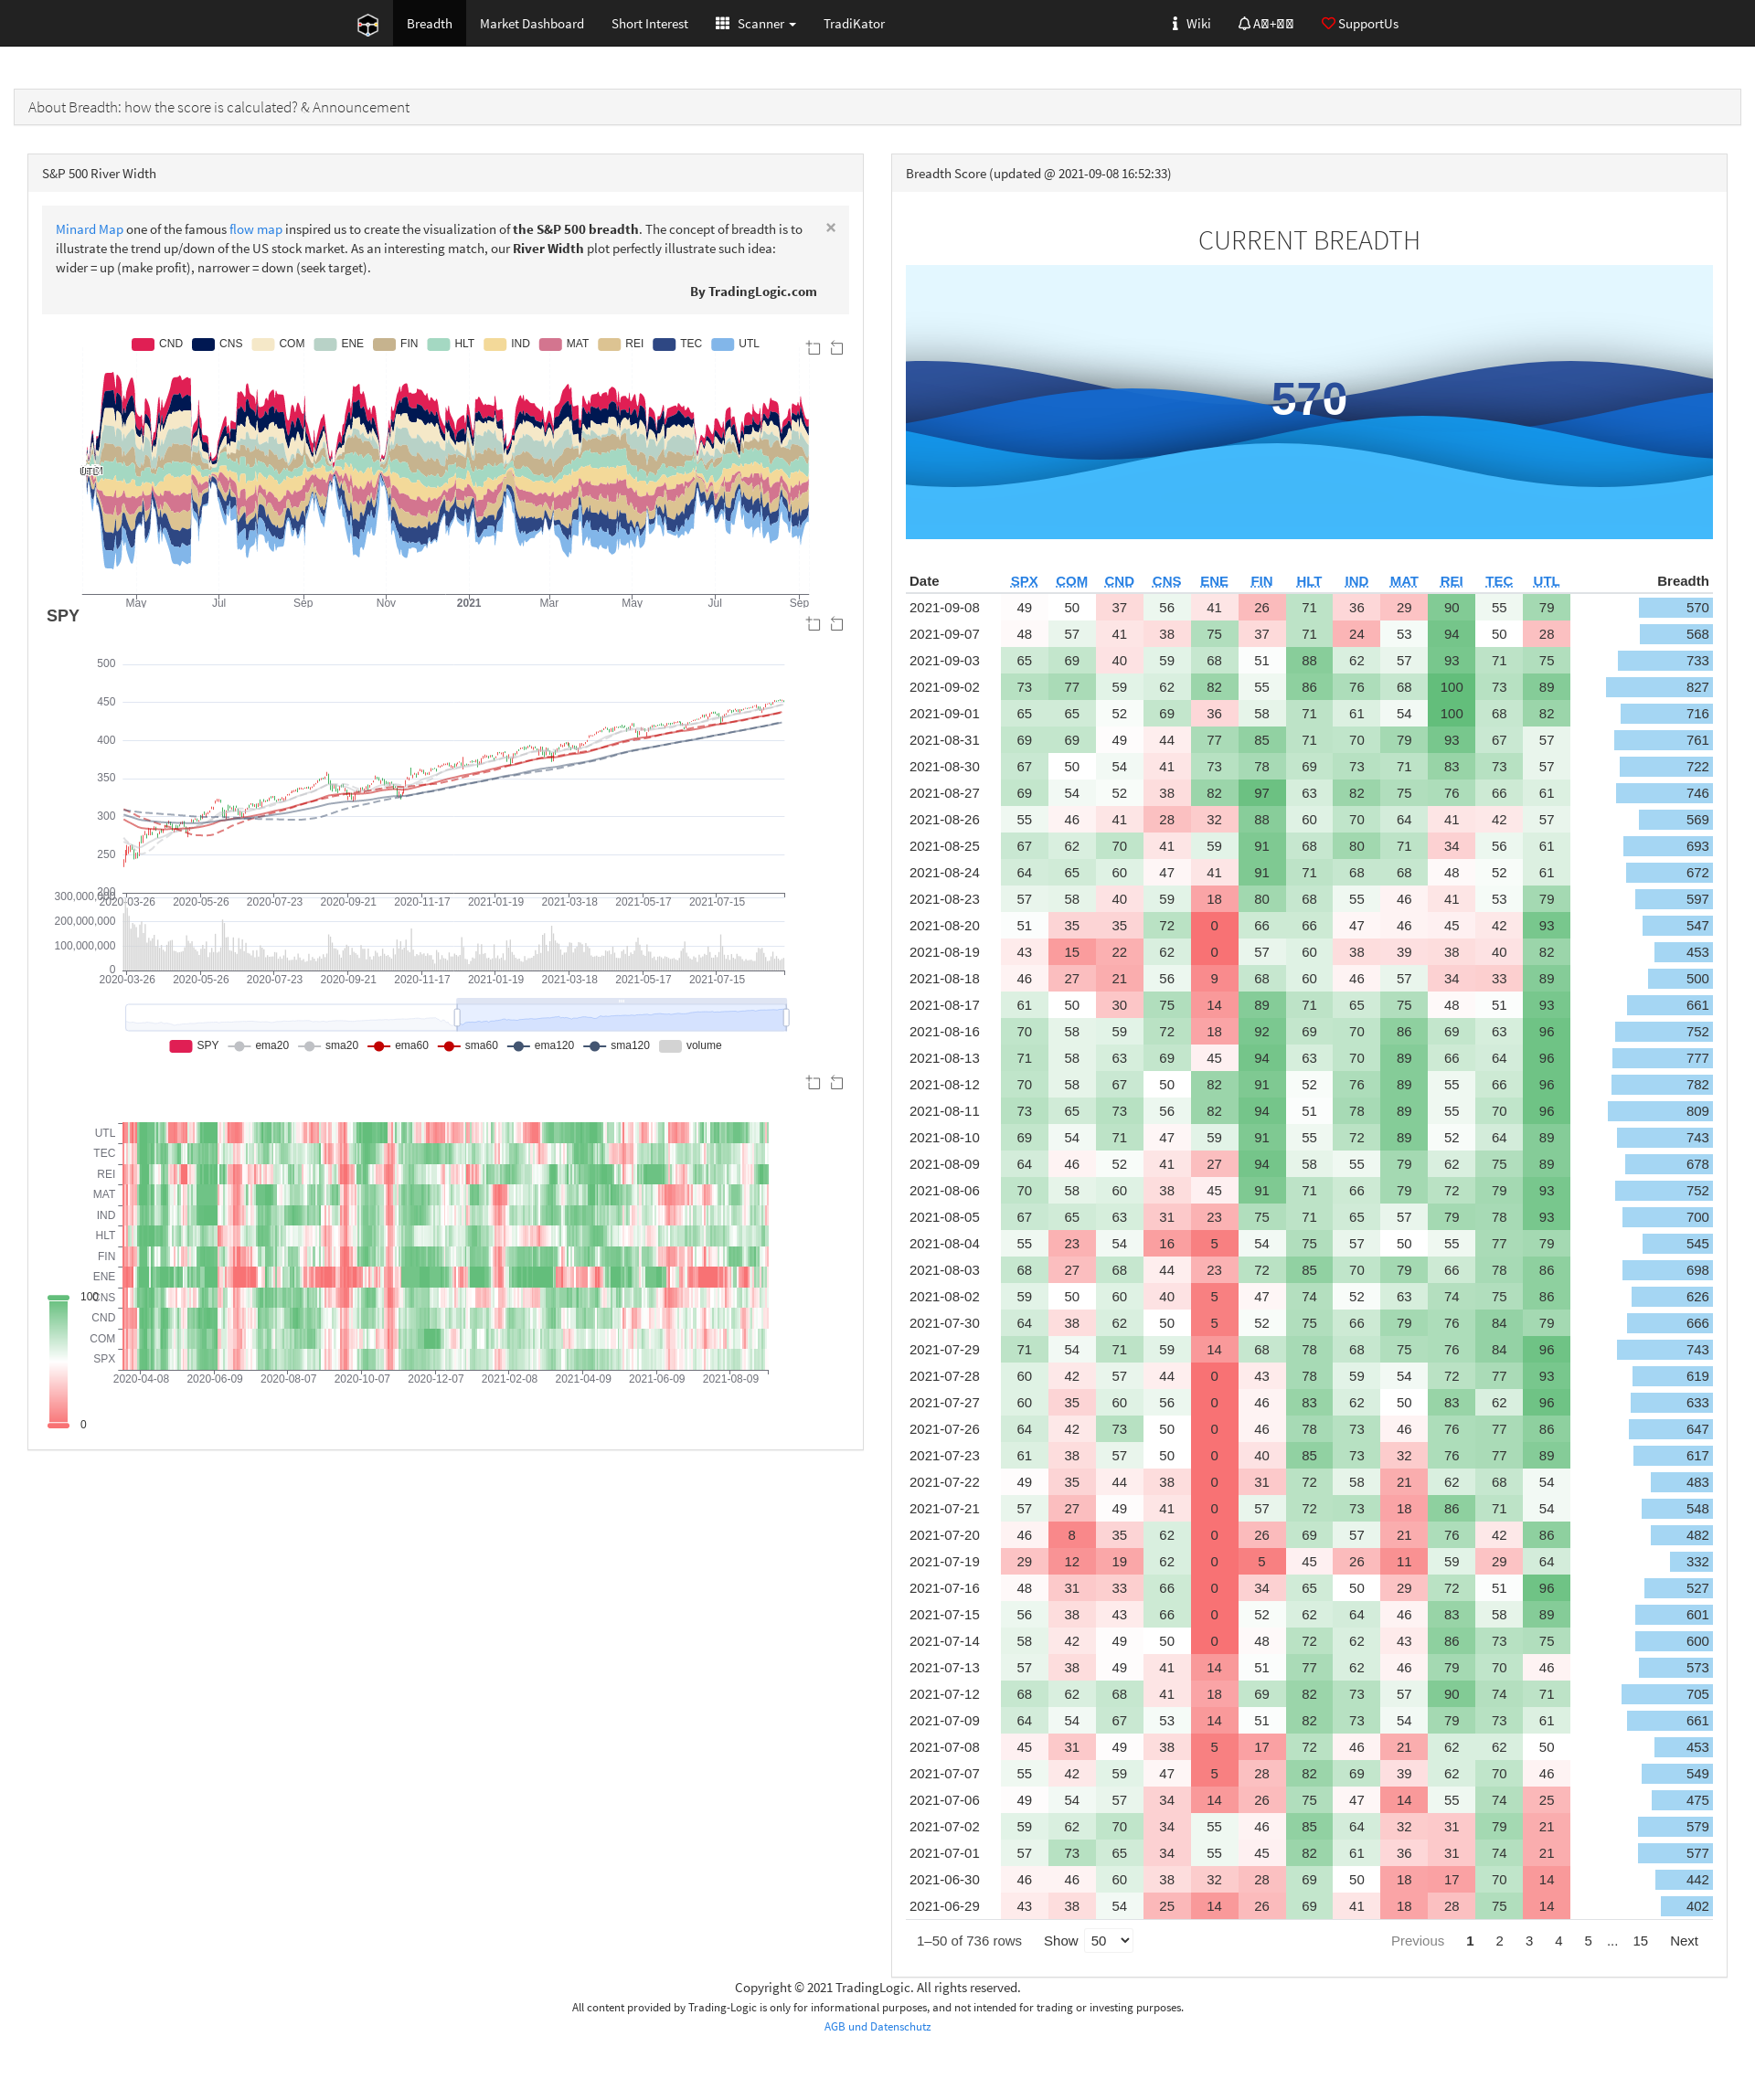 Breadth Market Dashboard Short Interest Scanner TradiKator Wiki SupportUs
About Breadth: how the score is calculated? & Announcement
S&P 500 River Width
Minard Map one of the famous flow map inspired us to create the visualization of the S&P 500 breadth. The concept of breadth is to
illustrate the trend up/down of the US stock market. As an interesting match, our River Width plot perfectly illustrate such idea:
wider = up (make profit), narrower = down (seek target).
×
By TradingLogic.com
CND CNS COM ENE FIN HLT IND MAT REI TEC UTL
May Jul Sep Nov 2021 Mar May Jul Sep
SPY
500
450
400
350
300
250
200
2020-03-26 2020-05-26 2020-07-23 2020-09-21 2020-11-17 2021-01-19 2021-03-18 2021-05-17 2021-07-15
300,000,000
200,000,000
100,000,000
0
2020-03-26 2020-05-26 2020-07-23 2020-09-21 2020-11-17 2021-01-19 2021-03-18 2021-05-17 2021-07-15
SPY ema20 sma20 ema60 sma60 ema120 sma120 volume
UTL
TEC
REI
MAT
IND
HLT
FIN
ENE
CNS
CND
COM
SPX
2020-04-08 2020-06-09 2020-08-07 2020-10-07 2020-12-07 2021-02-08 2021-04-09 2021-06-09 2021-08-09
100
0
Breadth Score (updated @ 2021-09-08 16:52:33)
CURRENT BREADTH
570
Date SPX COM CND CNS ENE FIN HLT IND MAT REI TEC UTL Breadth
2021-09-08 49 50 37 56 41 26 71 36 29 90 55 79 570
2021-09-07 48 57 41 38 75 37 71 24 53 94 50 28 568
2021-09-03 65 69 40 59 68 51 88 62 57 93 71 75 733
2021-09-02 73 77 59 62 82 55 86 76 68 100 73 89 827
2021-09-01 65 65 52 69 36 58 71 61 54 100 68 82 716
2021-08-31 69 69 49 44 77 85 71 70 79 93 67 57 761
2021-08-30 67 50 54 41 73 78 69 73 71 83 73 57 722
2021-08-27 69 54 52 38 82 97 63 82 75 76 66 61 746
2021-08-26 55 46 41 28 32 88 60 70 64 41 42 57 569
2021-08-25 67 62 70 41 59 91 68 80 71 34 56 61 693
2021-08-24 64 65 60 47 41 91 71 68 68 48 52 61 672
2021-08-23 57 58 40 59 18 80 68 55 46 41 53 79 597
2021-08-20 51 35 35 72 0 66 66 47 46 45 42 93 547
2021-08-19 43 15 22 62 0 57 60 38 39 38 40 82 453
2021-08-18 46 27 21 56 9 68 60 46 57 34 33 89 500
2021-08-17 61 50 30 75 14 89 71 65 75 48 51 93 661
2021-08-16 70 58 59 72 18 92 69 70 86 69 63 96 752
2021-08-13 71 58 63 69 45 94 63 70 89 66 64 96 777
2021-08-12 70 58 67 50 82 91 52 76 89 55 66 96 782
2021-08-11 73 65 73 56 82 94 51 78 89 55 70 96 809
2021-08-10 69 54 71 47 59 91 55 72 89 52 64 89 743
2021-08-09 64 46 52 41 27 94 58 55 79 62 75 89 678
2021-08-06 70 58 60 38 45 91 71 66 79 72 79 93 752
2021-08-05 67 65 63 31 23 75 71 65 57 79 78 93 700
2021-08-04 55 23 54 16 5 54 75 57 50 55 77 79 545
2021-08-03 68 27 68 44 23 72 85 70 79 66 78 86 698
2021-08-02 59 50 60 40 5 47 74 52 63 74 75 86 626
2021-07-30 64 38 62 50 5 52 75 66 79 76 84 79 666
2021-07-29 71 54 71 59 14 68 78 68 75 76 84 96 743
2021-07-28 60 42 57 44 0 43 78 59 54 72 77 93 619
2021-07-27 60 35 60 56 0 46 83 62 50 83 62 96 633
2021-07-26 64 42 73 50 0 46 78 73 46 76 77 86 647
2021-07-23 61 38 57 50 0 40 85 73 32 76 77 89 617
2021-07-22 49 35 44 38 0 31 72 58 21 62 68 54 483
2021-07-21 57 27 49 41 0 57 72 73 18 86 71 54 548
2021-07-20 46 8 35 62 0 26 69 57 21 76 42 86 482
2021-07-19 29 12 19 62 0 5 45 26 11 59 29 64 332
2021-07-16 48 31 33 66 0 34 65 50 29 72 51 96 527
2021-07-15 56 38 43 66 0 52 62 64 46 83 58 89 601
2021-07-14 58 42 49 50 0 48 72 62 43 86 73 75 600
2021-07-13 57 38 49 41 14 51 77 62 46 79 70 46 573
2021-07-12 68 62 68 41 18 69 82 73 57 90 74 71 705
2021-07-09 64 54 67 53 14 51 82 73 54 79 73 61 661
2021-07-08 45 31 49 38 5 17 72 46 21 62 62 50 453
2021-07-07 55 42 59 47 5 28 82 69 39 62 70 46 549
2021-07-06 49 54 57 34 14 26 75 47 14 55 74 25 475
2021-07-02 59 62 70 34 55 46 85 64 32 31 79 21 579
2021-07-01 57 73 65 34 55 45 82 61 36 31 74 21 577
2021-06-30 46 46 60 38 32 28 69 50 18 17 70 14 442
2021-06-29 43 38 54 25 14 26 69 41 18 28 75 14 402
1–50 of 736 rows Show 50 Previous 1 2 3 4 5 ... 15 Next
Copyright © 2021 TradingLogic. All rights reserved.
All content provided by Trading-Logic is only for informational purposes, and not intended for trading or investing purposes.
AGB und Datenschutz